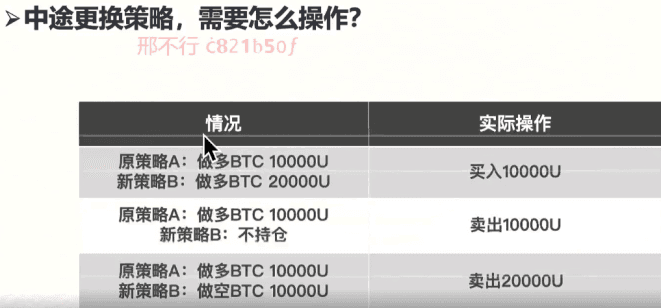 ➢中途更换策略，需要怎么操作？
邢不行 c821b5of
情况 实际操作
原策略A：做多BTC 10000U
新策略B：做多BTC 20000U
买入10000U
原策略A：做多BTC 10000U
新策略B：不持仓
卖出10000U
原策略A：做多BTC 10000U
新策略B：做空BTC 10000U
卖出20000U